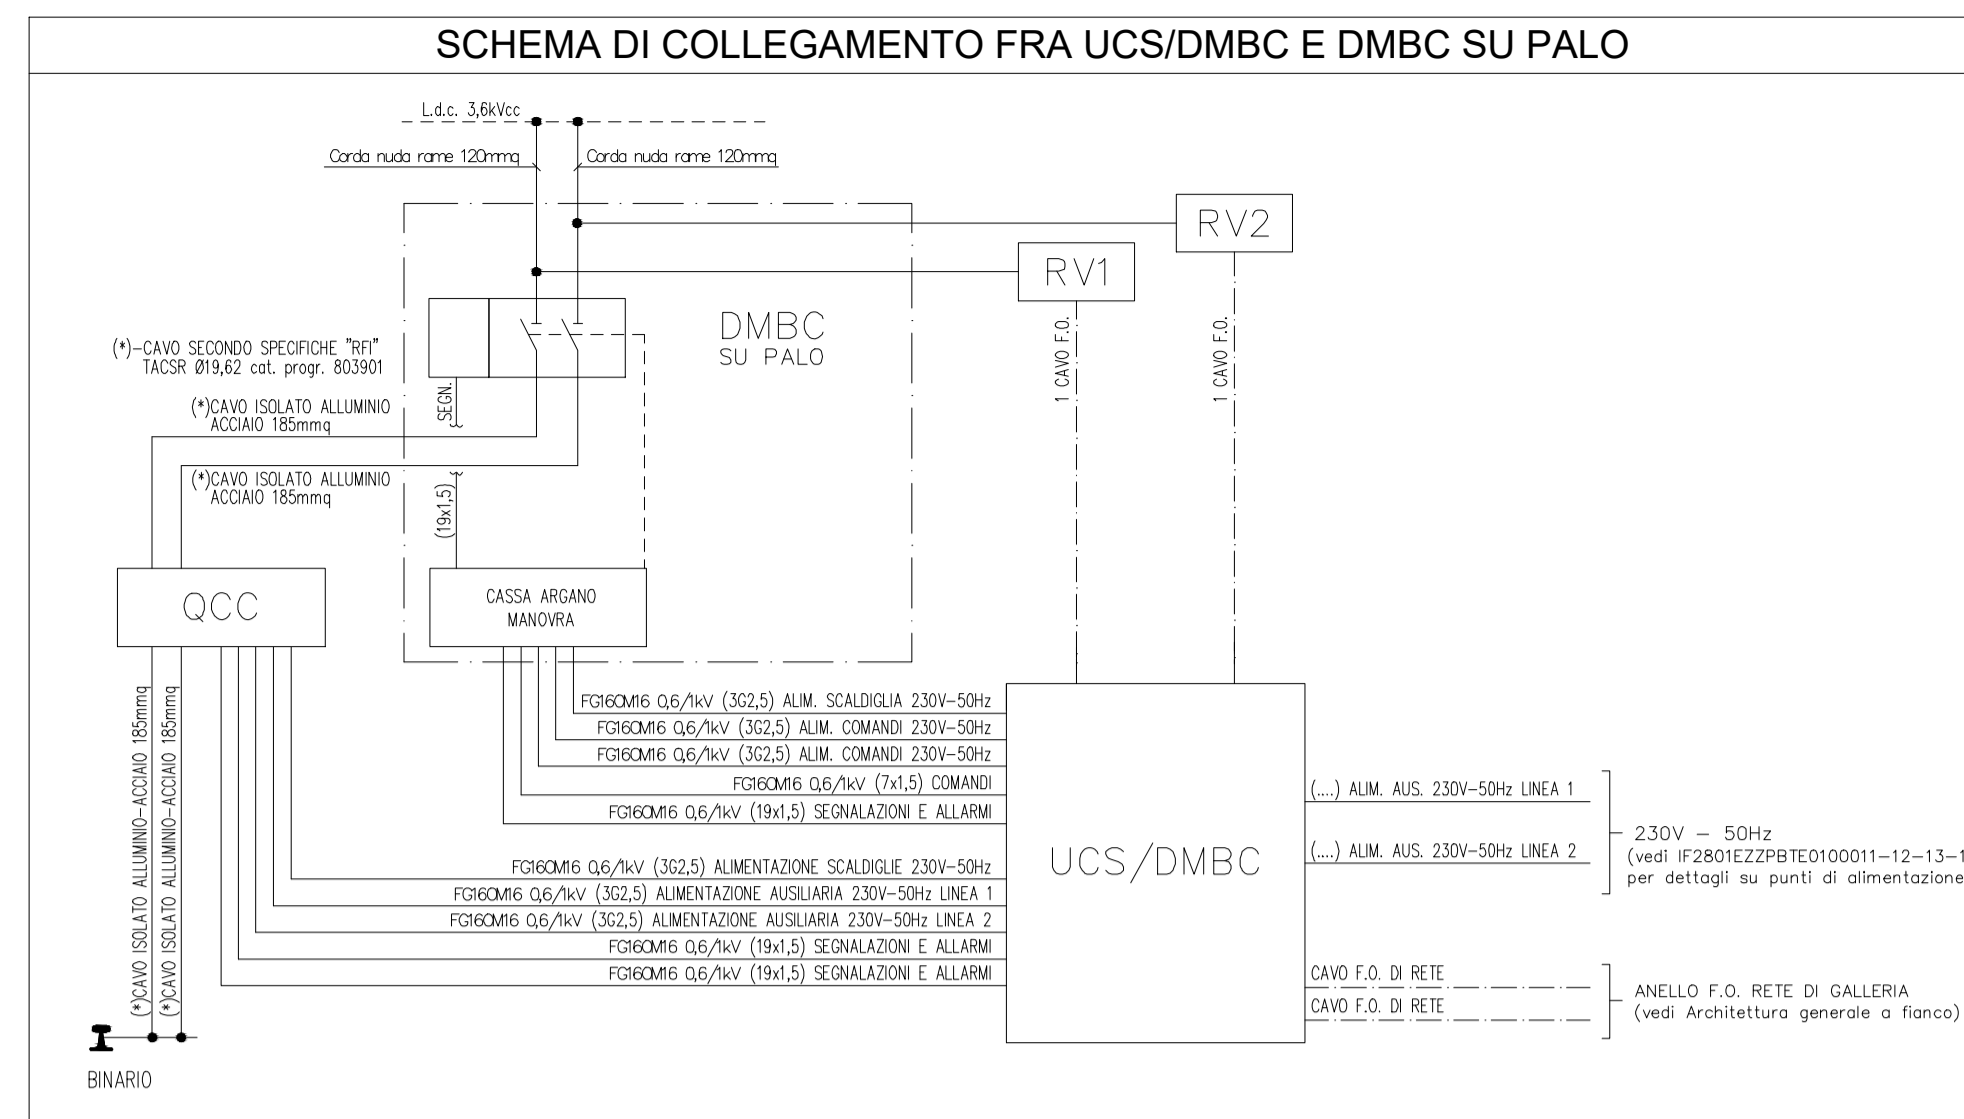 SCHEMA DI COLLEGAMENTO FRA UCS/DMBC E DMBC SU PALO
L.d.c. 3,6kVcc
Corda nuda rame 120mmq
Corda nuda rame 120mmq
RV2
RV1
DMBC
SU PALO
(*)-CAVO SECONDO SPECIFICHE "RFI"
TACSR Ø19,62 cat. progr. 803901
1 CAVO F.O.
1 CAVO F.O.
SEGN.
(*)CAVO ISOLATO ALLUMINIO
ACCIAIO 185mmq
(*)CAVO ISOLATO ALLUMINIO
ACCIAIO 185mmq
(19x1,5)
QCC
CASSA ARGANO
MANOVRA
FG16OM16 0,6/1kV (3G2,5) ALIM. SCALDIGLIA 230V-50Hz
FG16OM16 0,6/1kV (3G2,5) ALIM. COMANDI 230V-50Hz
FG16OM16 0,6/1kV (3G2,5) ALIM. COMANDI 230V-50Hz
FG16OM16 0,6/1kV (7x1,5) COMANDI
FG16OM16 0,6/1kV (19x1,5) SEGNALAZIONI E ALLARMI
FG16OM16 0,6/1kV (3G2,5) ALIMENTAZIONE SCALDIGLIE 230V-50Hz
FG16OM16 0,6/1kV (3G2,5) ALIMENTAZIONE AUSILIARIA 230V-50Hz LINEA 1
FG16OM16 0,6/1kV (3G2,5) ALIMENTAZIONE AUSILIARIA 230V-50Hz LINEA 2
FG16OM16 0,6/1kV (19x1,5) SEGNALAZIONI E ALLARMI
FG16OM16 0,6/1kV (19x1,5) SEGNALAZIONI E ALLARMI
(*)CAVO ISOLATO ALLUMINIO-ACCIAIO 185mmq
(*)CAVO ISOLATO ALLUMINIO-ACCIAIO 185mmq
UCS/DMBC
(....) ALIM. AUS. 230V-50Hz LINEA 1
(....) ALIM. AUS. 230V-50Hz LINEA 2
230V - 50Hz
(vedi IF2801EZZPBTE0100011-12-13-1
per dettagli su punti di alimentazione
CAVO F.O. DI RETE
CAVO F.O. DI RETE
ANELLO F.O. RETE DI GALLERIA
(vedi Architettura generale a fianco)
BINARIO